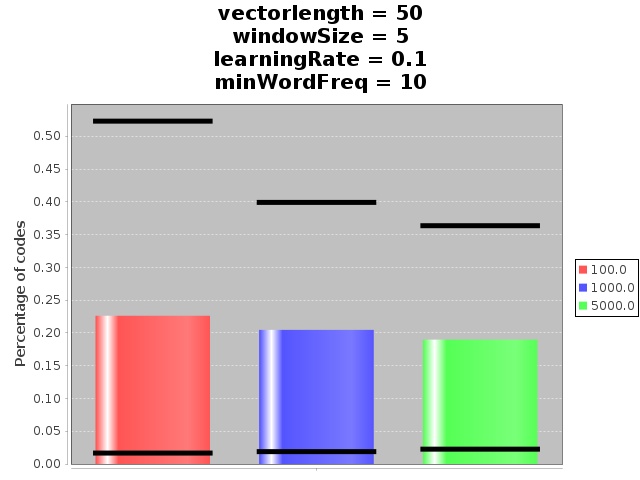 vectorlength = 50
windowSize = 5
learningRate = 0.1
minWordFreq = 10
Percentage of codes
0.50
0.45
0.40
0.35
0.30
0.25
0.20
0.15
0.10
0.05
0.00
100.0
1000.0
5000.0